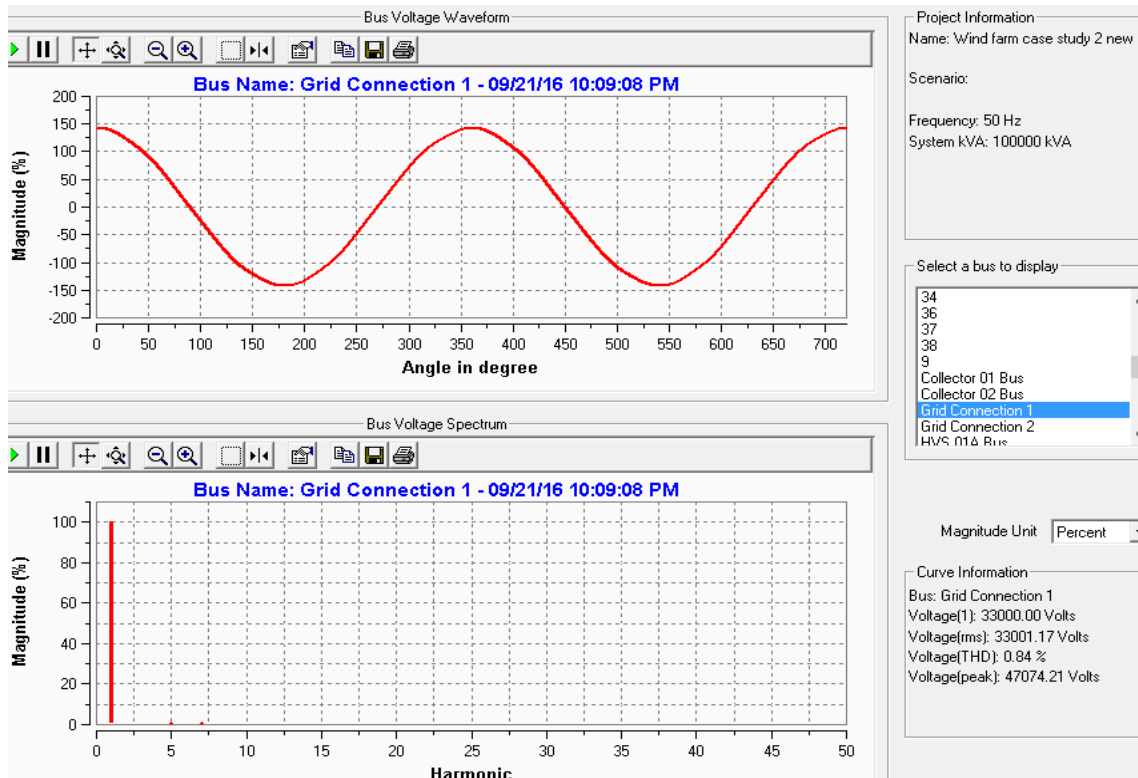 Bus Voltage Waveform
Bus Name: Grid Connection 1 - 09/21/16 10:09:08 PM
200
150
100
50
0
-50
-100
-150
-200
Magnitude (%)
0 50 100 150 200 250 300 350 400 450 500 550 600 650 700
Angle in degree
Bus Voltage Spectrum
Bus Name: Grid Connection 1 - 09/21/16 10:09:08 PM
100
80
60
40
20
0
Magnitude (%)
0 5 10 15 20 25 30 35 40 45 50
Harmonic
Project Information
Name: Wind farm case study 2 new
Scenario:
Frequency: 50 Hz
System kVA: 100000 kVA
Select a bus to display
34
36
37
38
9
Collector 01 Bus
Collector 02 Bus
Grid Connection 1
Grid Connection 2
HVS 01A Bus
Magnitude Unit Percent
Curve Information
Bus: Grid Connection 1
Voltage(1): 33000.00 Volts
Voltage(rms): 33001.17 Volts
Voltage(THD): 0.84 %
Voltage(peak): 47074.21 Volts